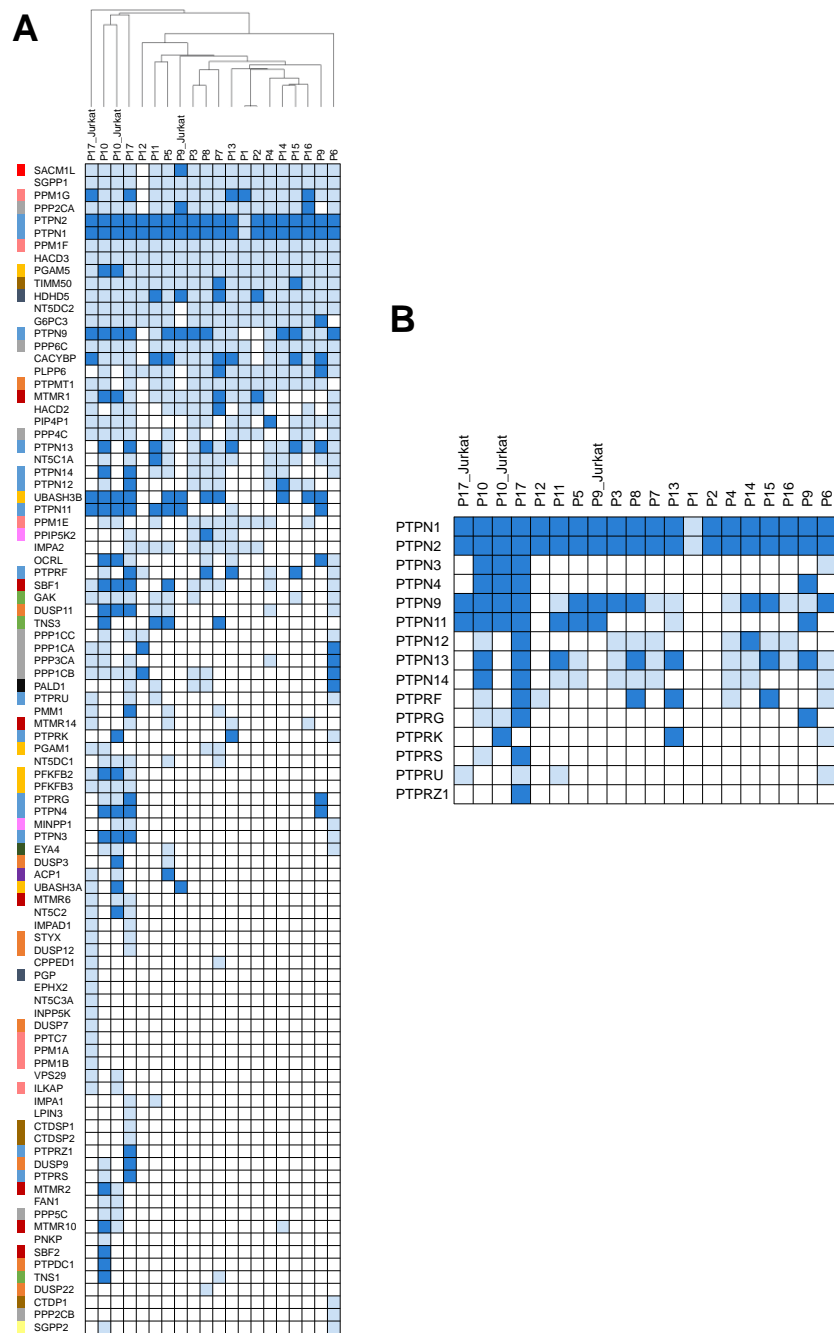 A
P17_Jurkat
P10
P10_Jurkat
P17
P12
P11
P5
P9_Jurkat
P3
P8
P7
P13
P1
P2
P4
P14
P15
P16
P9
P6
SACM1L
SGPP1
PPM1G
PPP2CA
PTPN2
PTPN1
PPM1F
HACD3
PGAM5
TIMM50
HDHD5
NT5DC2
G6PC3
PTPN9
PPP6C
CACYBP
PLPP6
PTPMT1
MTMR1
HACD2
PIP4P1
PPP4C
PTPN13
NT5C1A
PTPN14
PTPN12
UBASH3B
PTPN11
PPM1E
PPIP5K2
IMPA2
OCRL
PTPRF
SBF1
GAK
DUSP11
TNS3
PPP1CC
PPP1CA
PPP3CA
PPP1CB
PALD1
PTPRU
PMM1
MTMR14
PTPRK
PGAM1
NT5DC1
PFKFB2
PFKFB3
PTPRG
PTPN4
MINPP1
PTPN3
EYA4
DUSP3
ACP1
UBASH3A
MTMR6
NT5C2
IMPAD1
STYX
DUSP12
CPPED1
PGP
EPHX2
NT5C3A
INPP5K
DUSP7
PPTC7
PPM1A
PPM1B
VPS29
ILKAP
IMPA1
LPIN3
CTDSP1
CTDSP2
PTPRZ1
DUSP9
PTPRS
MTMR2
FAN1
PPP5C
MTMR10
PNKP
SBF2
PTPDC1
TNS1
DUSP22
CTDP1
PPP2CB
SGPP2
B
P17_Jurkat
P10
P10_Jurkat
P17
P12
P11
P5
P9_Jurkat
P3
P8
P7
P13
P1
P2
P4
P14
P15
P16
P9
P6
PTPN1
PTPN2
PTPN3
PTPN4
PTPN9
PTPN11
PTPN12
PTPN13
PTPN14
PTPRF
PTPRG
PTPRK
PTPRS
PTPRU
PTPRZ1